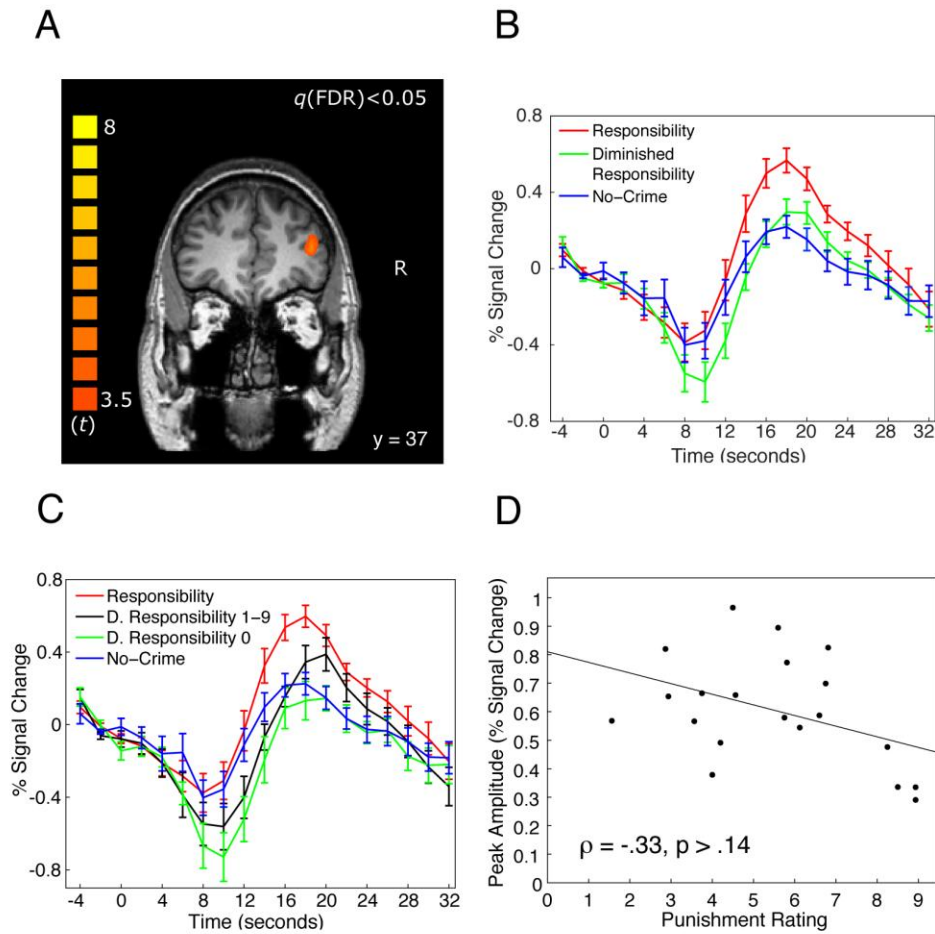 A
q(FDR)<0.05
8
R
3.5
(t)
y = 37
B
0.8
0.4
0
-0.4
-0.8
% Signal Change
Responsibility
Diminished
Responsibility
No–Crime
-4 0 4 8 12 16 20 24 28 32
Time (seconds)
C
0.8
0.4
0
-0.4
-0.8
% Signal Change
Responsibility
D. Responsibility 1–9
D. Responsibility 0
No–Crime
-4 0 4 8 12 16 20 24 28 32
Time (seconds)
D
Peak Amplitude (% Signal Change)
1
0.9
0.8
0.7
0.6
0.5
0.4
0.3
0.2
0.1
0
ρ = -.33, p > .14
0 1 2 3 4 5 6 7 8 9
Punishment Rating